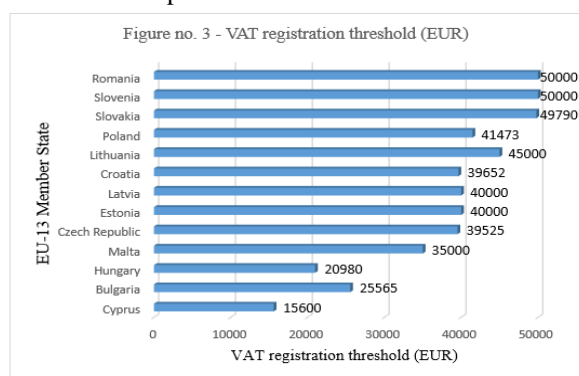 Figure no. 3 - VAT registration threshold (EUR)
EU-13 Member State
Romania 50000
Slovenia 50000
Slovakia 49790
Poland 41473
Lithuania 45000
Croatia 39652
Latvia 40000
Estonia 40000
Czech Republic 39525
Malta 35000
Hungary 20980
Bulgaria 25565
Cyprus 15600
0 10000 20000 30000 40000 50000
VAT registration threshold (EUR)